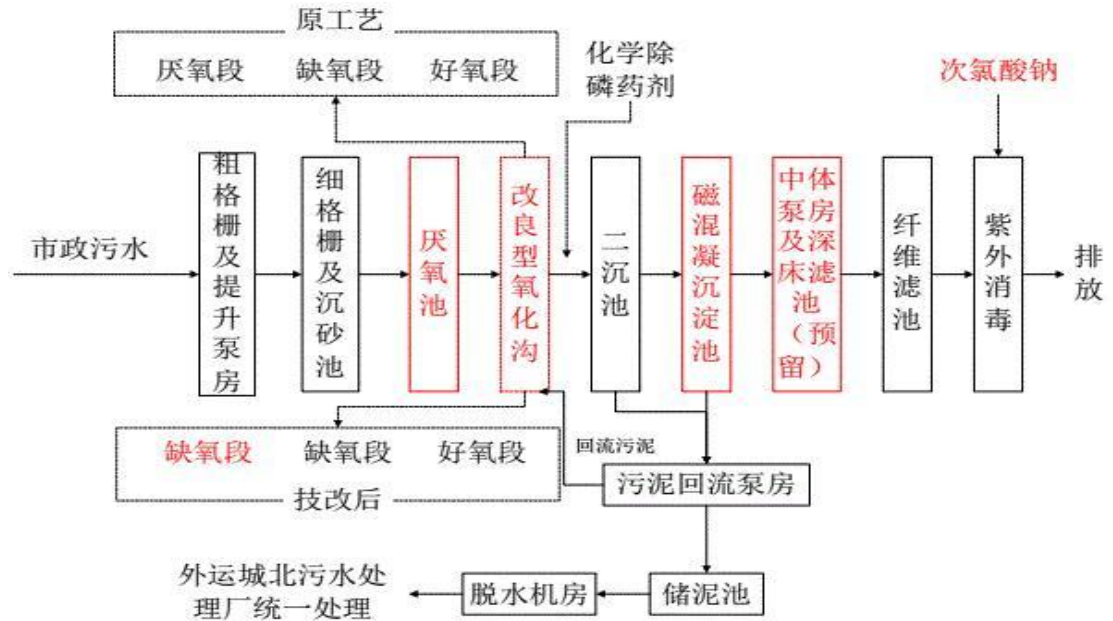 原工艺
厌氧段 缺氧段 好氧段
化学除
磷药剂
次氯酸钠
市政污水
粗格栅及提升泵房
细格栅及沉砂池
厌氧池
改良型氧化沟
二沉池
磁混凝沉淀池
中体
泵房
及深
床滤
池
（预
留）
纤维滤池
紫外消毒
排放
缺氧段 缺氧段 好氧段
技改后
回流污泥
污泥回流泵房
储泥池
脱水机房
外运城北污水处
理厂统一处理